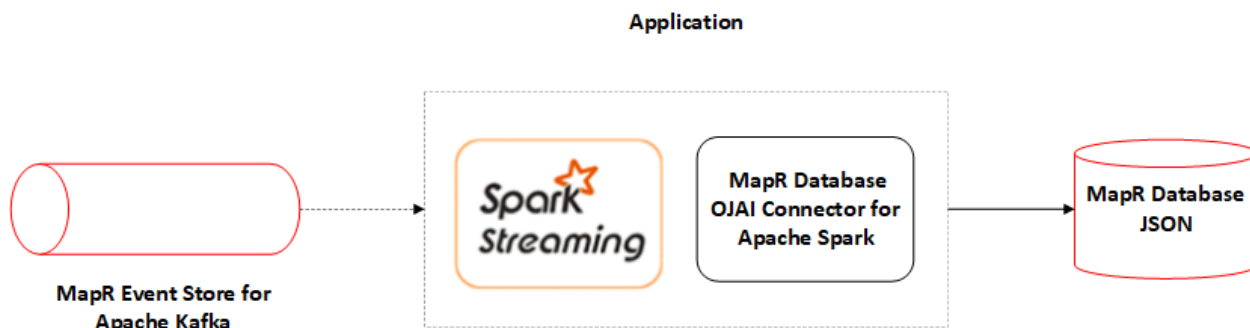 Application
Spark
Streaming
MapR Database
OJAI Connector for
Apache Spark
MapR Database
JSON
MapR Event Store for
Apache Kafka